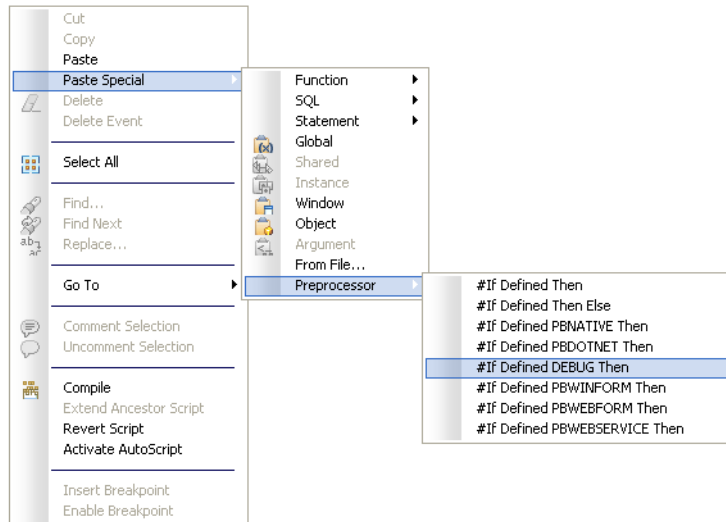 Cut
Copy
Paste
Paste Special
Delete
Delete Event
Select All
Find...
Find Next
Replace...
Go To
Comment Selection
Uncomment Selection
Compile
Extend Ancestor Script
Revert Script
Activate AutoScript
Insert Breakpoint
Enable Breakpoint
Function
SQL
Statement
Global
Shared
Instance
Window
Object
Argument
From File...
Preprocessor
#If Defined Then
#If Defined Then Else
#If Defined PBNATIVE Then
#If Defined PBDOTNET Then
#If Defined DEBUG Then
#If Defined PBWINFORM Then
#If Defined PBWEBFORM Then
#If Defined PBWEBSERVICE Then